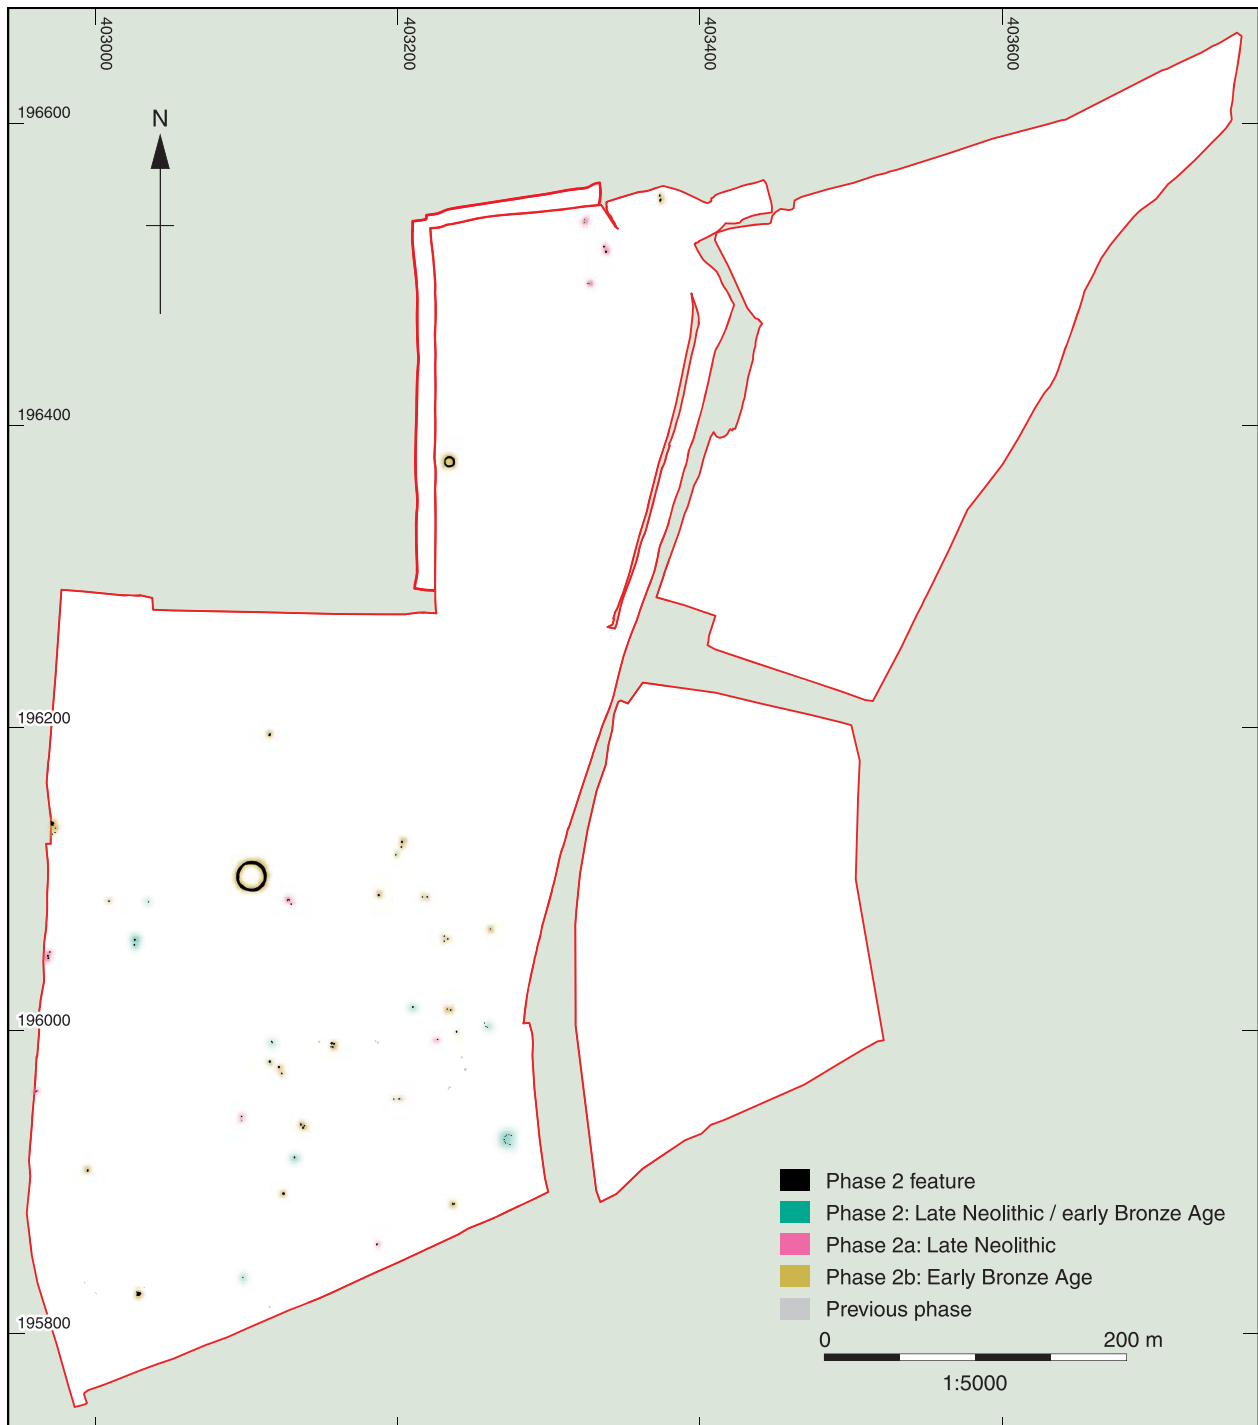 403000
403200
403400
403600
196600
N
196400
196200
196000
195800
Phase 2 feature
Phase 2: Late Neolithic / early Bronze Age
Phase 2a: Late Neolithic
Phase 2b: Early Bronze Age
Previous phase
0 200 m
1:5000